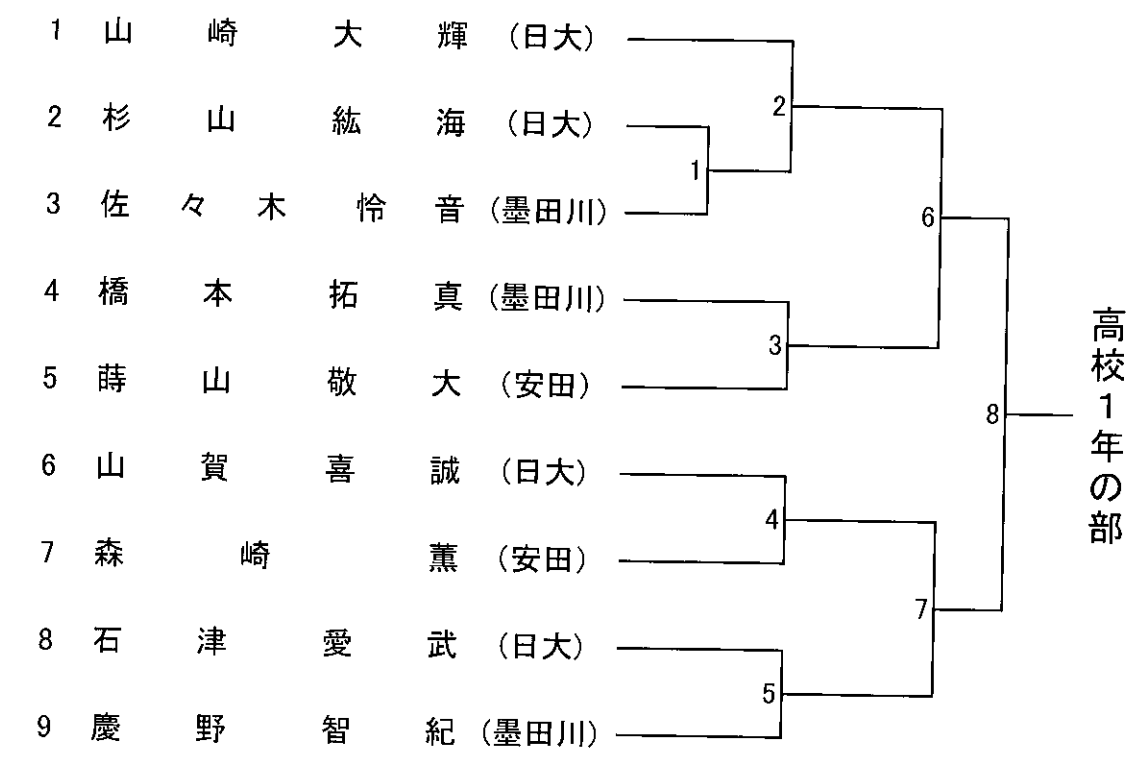 1 山崎大輝 (日大)
2 杉山紘海 (日大)
3 佐々木怜音 (墨田川)
4 橋本拓真 (墨田川)
5 蒔山敬大 (安田)
6 山賀喜誠 (日大)
7 森崎薫 (安田)
8 石津愛武 (日大)
9 慶野智紀 (墨田川)
1
2
3
4
5
6
7
8
高校1年の部